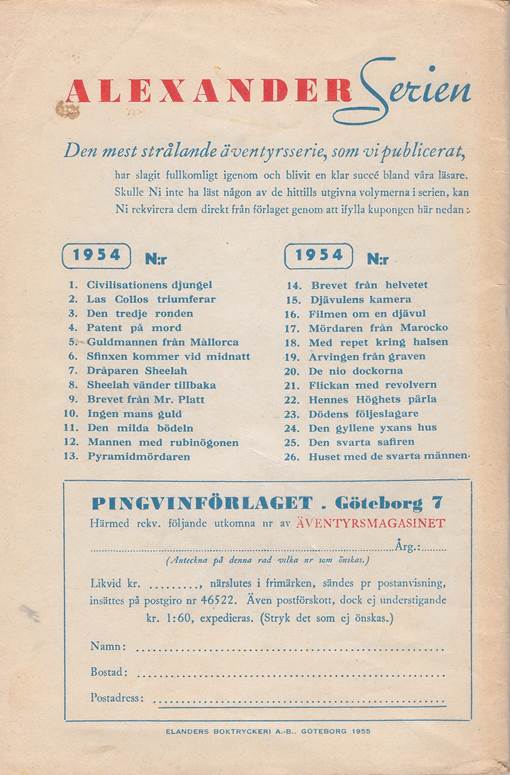 ALEXANDER Serien
Den mest strålande äventyrsserie, som vi publicerat,
har slagit fullkomligt igenom och blivit en klar succé bland våra läsare.
Skulle Ni inte ha läst någon av de hittills utgivna volymerna i serien, kan
Ni rekvirera dem direkt från förlaget genom att ifylla kupongen här nedan:
1954 N:r
1. Civilisationens djungel
2. Las Collos triumferar
3. Den tredje ronden
4. Patent på mord
5. Guldmannen från Mallorca
6. Sfinxen kommer vid midnatt
7. Dråparen Sheelah
8. Sheelah vänder tillbaka
9. Brevet från Mr. Platt
10. Ingen mans guld
11. Den milda bödeln
12. Mannen med rubinögonen
13. Pyramidmördaren
1954 N:r
14. Brevet från helvetet
15. Djävulens kamera
16. Filmen om en djävul
17. Mördaren från Marocko
18. Med repet kring halsen
19. Arvingen från graven
20. De nio dockorna
21. Flickan med revolvern
22. Hennes Höghets pärla
23. Dödens följeslagare
24. Den gyllene yxans hus
25. Den svarta safiren
26. Huset med de svarta männen
PINGVINFÖRLAGET . Göteborg 7
Härmed rekv. följande utkomna nr av ÄVENTYRSMAGASINET
Årg.:
(Anteckna på denna rad vilka nr som önskas.)
Likvid kr. ........., närslutes i frimärken, sändes pr postanvisning,
insättes på postgiro nr 46522. Även postförskott, dock ej understigande
kr. 1:60, expedieras. (Stryk det som ej önskas.)
Namn:
Bostad:
Postadress:
ELANDERS BOKTRYCKERI A.-B., GÖTEBORG 1955